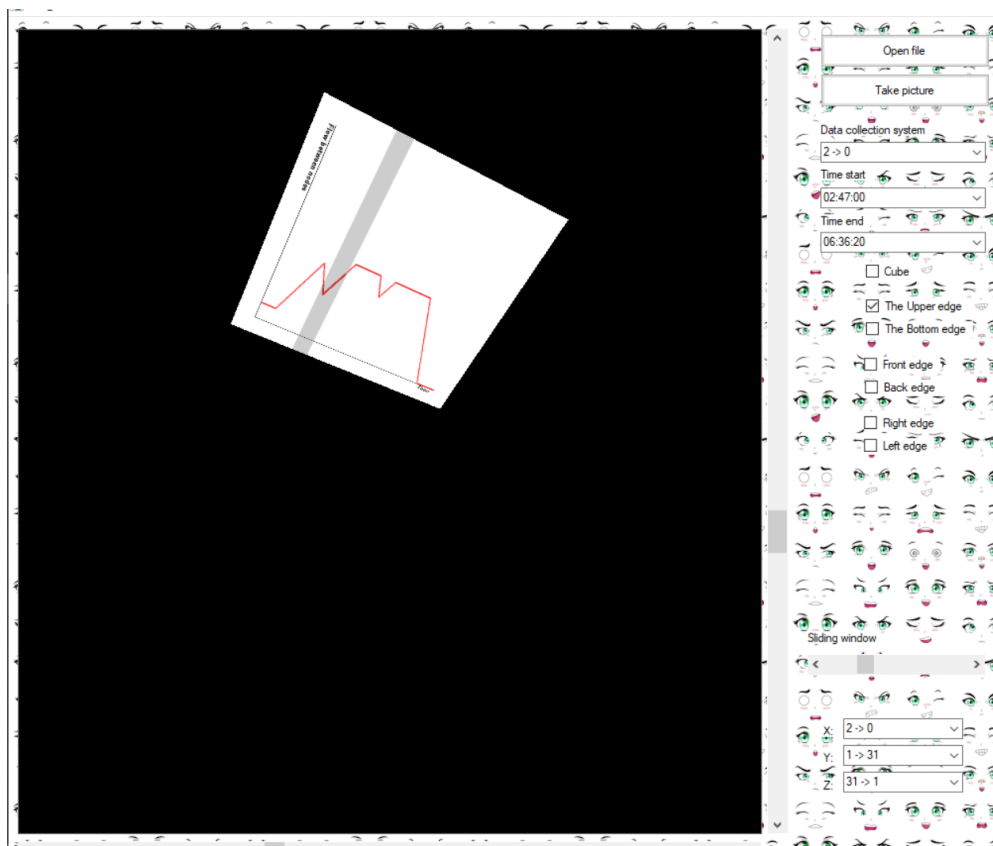 Flow between nodes
Time
Open file
Take picture
Data collection system
2 -> 0
Time start
02:47:00
Time end
06:36:20
Cube
The Upper edge
The Bottom edge
Front edge
Back edge
Right edge
Left edge
Sliding window
X: 2 -> 0
Y: 1 -> 31
Z: 31 -> 1